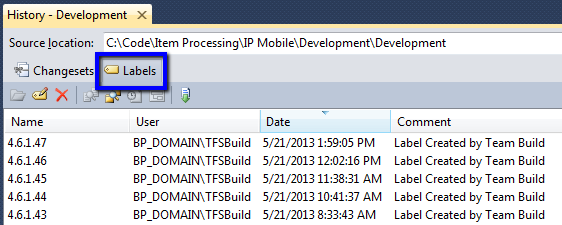 History - Development
Source location: C:\Code\Item Processing\IP Mobile\Development\Development
Changesets Labels
Name User Date Comment
4.6.1.47 BP_DOMAIN\TFSBuild 5/21/2013 1:59:05 PM Label Created by Team Build
4.6.1.46 BP_DOMAIN\TFSBuild 5/21/2013 12:02:16 PM Label Created by Team Build
4.6.1.45 BP_DOMAIN\TFSBuild 5/21/2013 11:38:31 AM Label Created by Team Build
4.6.1.44 BP_DOMAIN\TFSBuild 5/21/2013 10:41:37 AM Label Created by Team Build
4.6.1.43 BP_DOMAIN\TFSBuild 5/21/2013 8:33:43 AM Label Created by Team Build